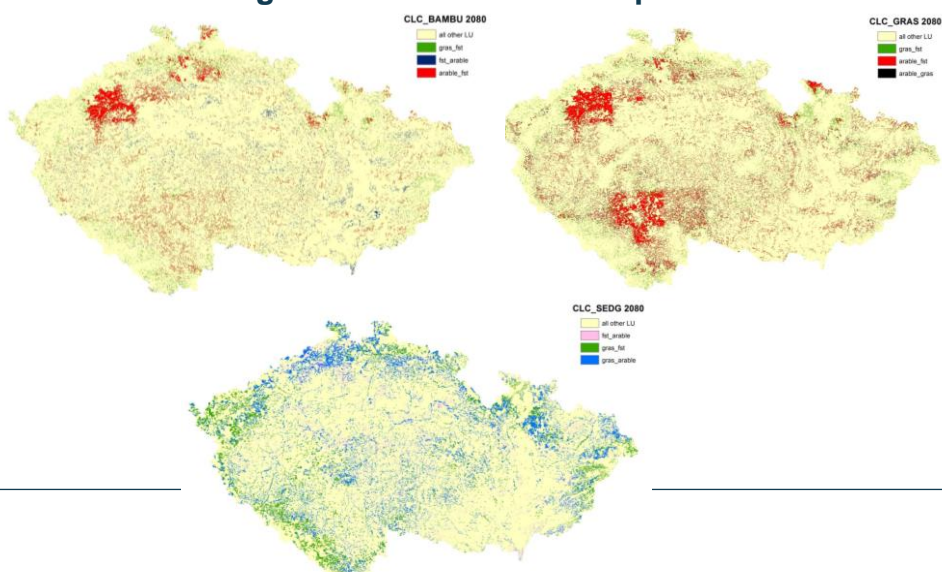 CLC_BAMBU 2080
all other LU
gras_fst
fst_arable
arable_fst
CLC_GRAS 2080
all other LU
gras_fst
arable_fst
arable_gras
CLC_SEDG 2080
all other LU
fst_arable
gras_fst
gras_arable